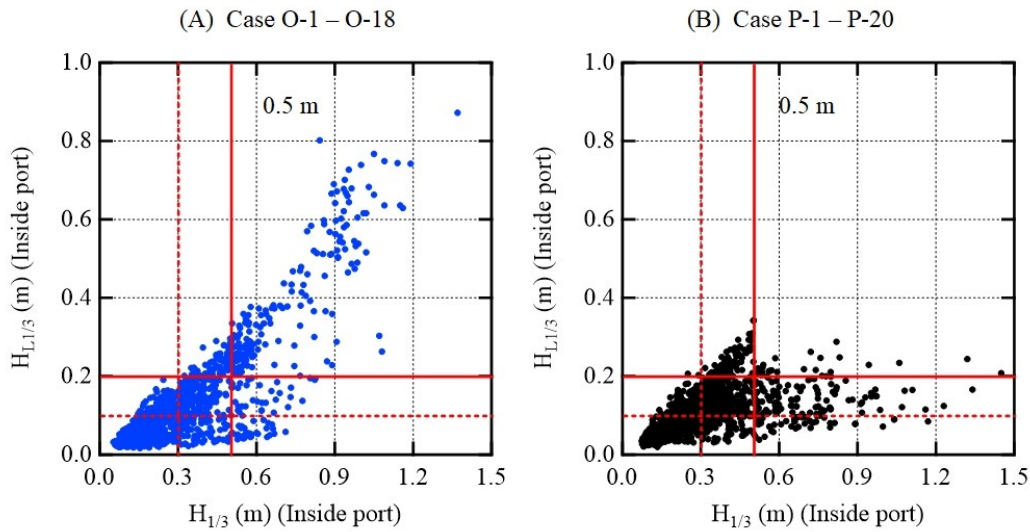 (A) Case O-1 – O-18
1.0
0.8
0.6
0.4
0.2
0.0
0.5 m
H_L1/3 (m) (Inside port)
0.0 0.3 0.6 0.9 1.2 1.5
H_1/3 (m) (Inside port)
(B) Case P-1 – P-20
1.0
0.8
0.6
0.4
0.2
0.0
0.5 m
H_L1/3 (m) (Inside port)
0.0 0.3 0.6 0.9 1.2 1.5
H_1/3 (m) (Inside port)